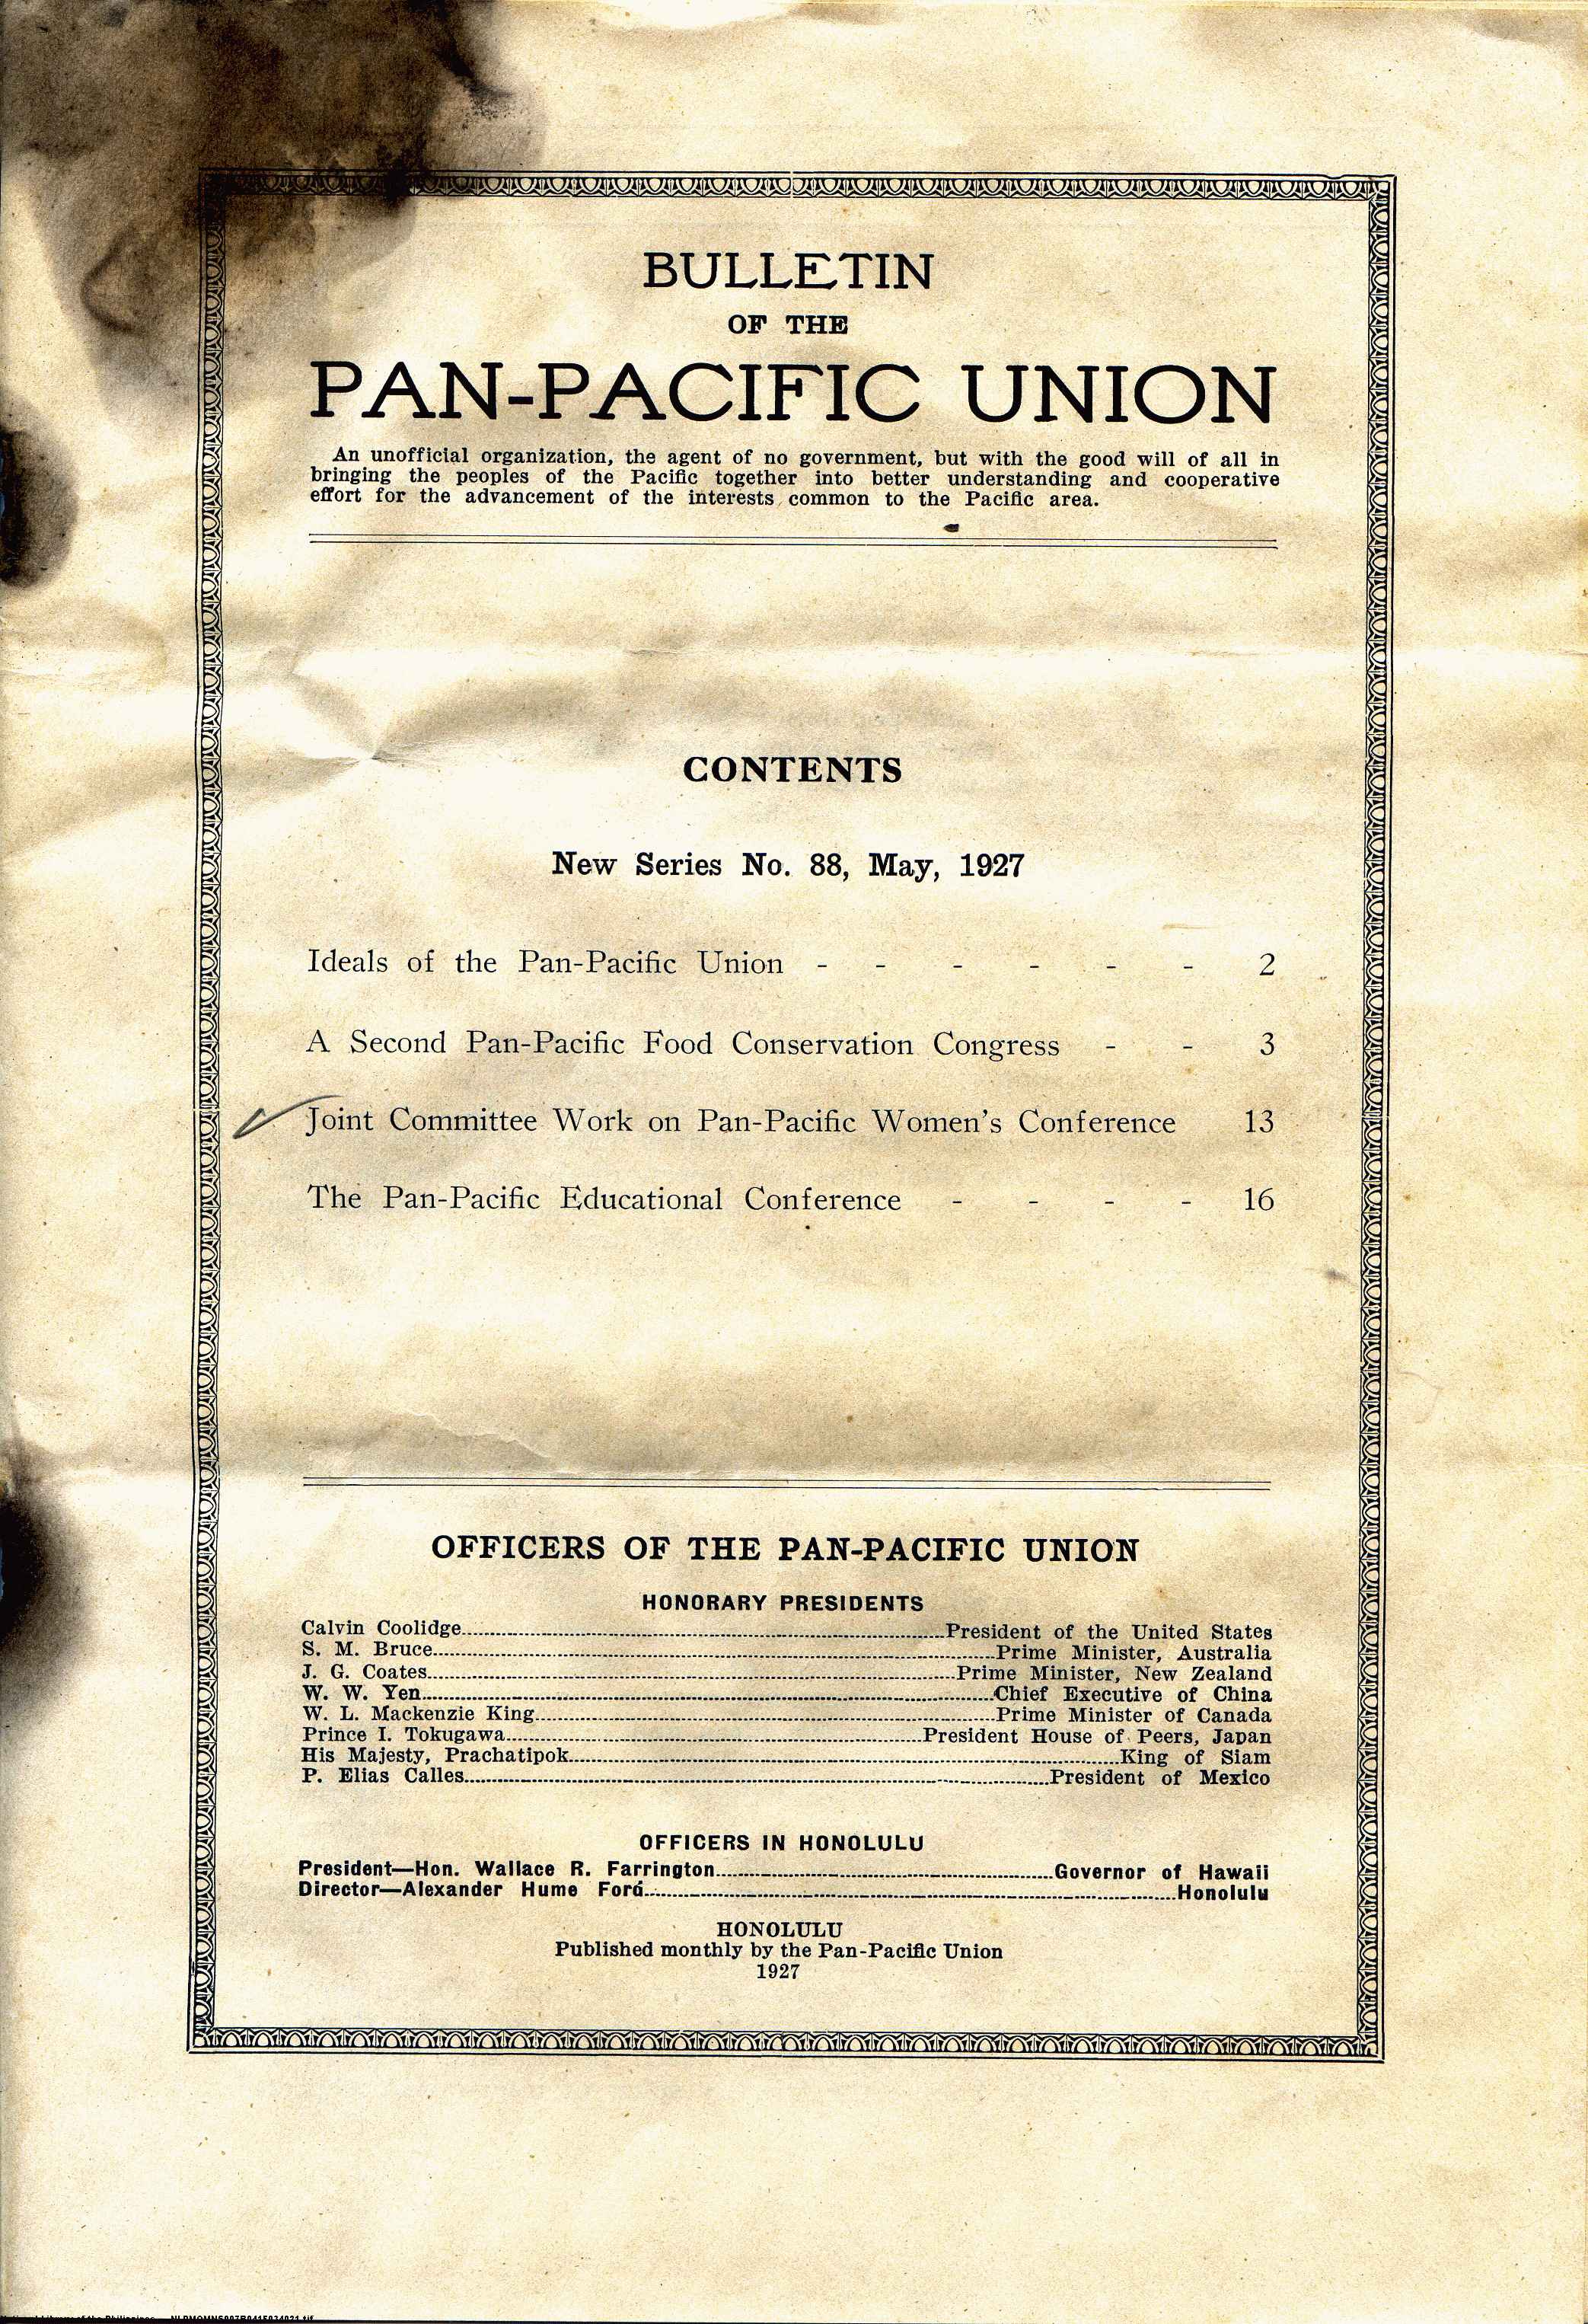 BULLETIN
OF THE
PAN-PACIFIC UNION
An unofficial organization, the agent of no government, but with the good will of all in
bringing the peoples of the Pacific together into better understanding and cooperative
effort for the advancement of the interests common to the Pacific area.
CONTENTS
New Series No. 88, May, 1927
Ideals of the Pan-Pacific Union - - - - - - 2
A Second Pan-Pacific Food Conservation Congress - - 3
Joint Committee Work on Pan-Pacific Women's Conference 13
The Pan-Pacific Educational Conference - - - - 16
OFFICERS OF THE PAN-PACIFIC UNION
HONORARY PRESIDENTS
Calvin Coolidge........President of the United States
S. M. Bruce........Prime Minister, Australia
J. G. Coates........Prime Minister, New Zealand
W. W. Yen........Chief Executive of China
W. L. Mackenzie King........Prime Minister of Canada
Prince I. Tokugawa........President House of Peers, Japan
His Majesty, Prachatipok........King of Siam
P. Elias Calles........President of Mexico
OFFICERS IN HONOLULU
President—Hon. Wallace R. Farrington........Governor of Hawaii
Director—Alexander Hume Ford........Honolulu
HONOLULU
Published monthly by the Pan-Pacific Union
1927